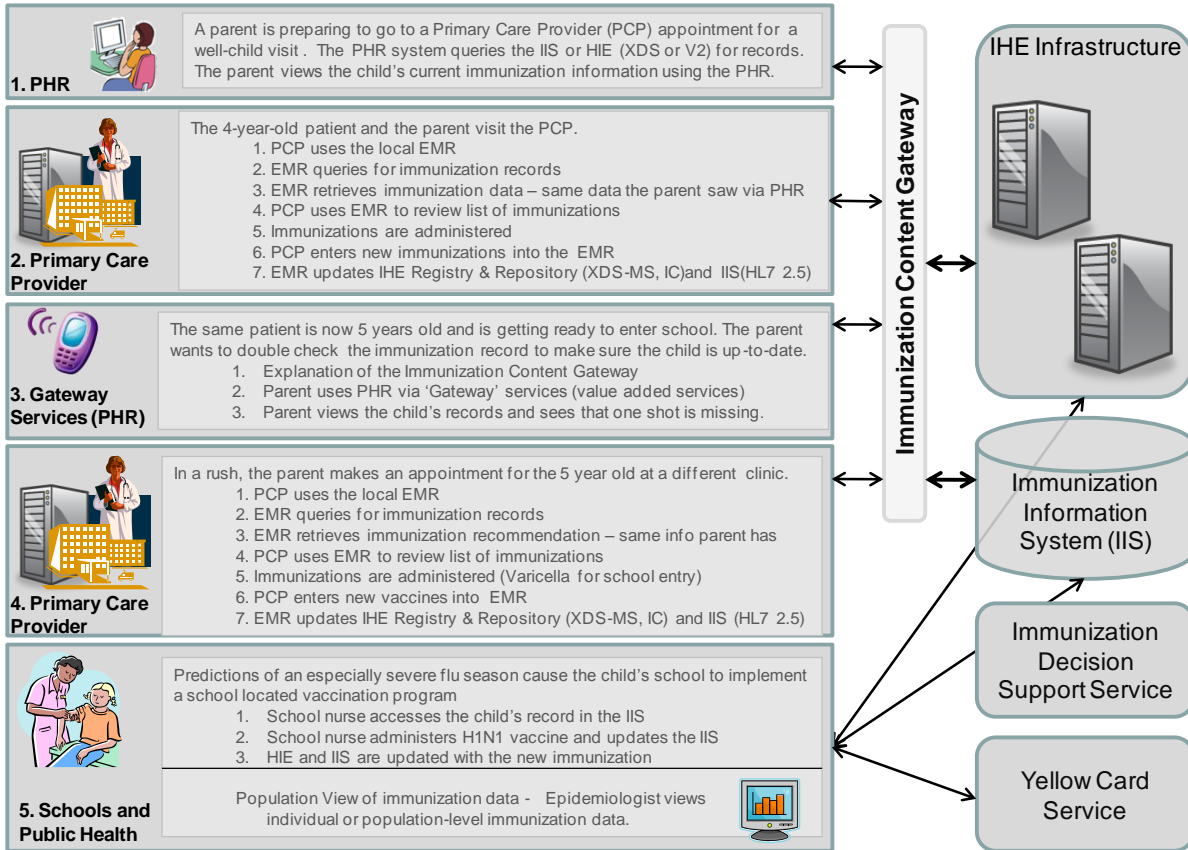 A parent is preparing to go to a Primary Care Provider (PCP) appointment for a
well-child visit . The PHR system queries the IIS or HIE (XDS or V2) for records.
The parent views the child's current immunization information using the PHR.
1. PHR
The 4-year-old patient and the parent visit the PCP.
1. PCP uses the local EMR
2. EMR queries for immunization records
3. EMR retrieves immunization data – same data the parent saw via PHR
4. PCP uses EMR to review list of immunizations
5. Immunizations are administered
6. PCP enters new immunizations into the EMR
7. EMR updates IHE Registry & Repository (XDS-MS, IC)and IIS(HL7 2.5)
2. Primary Care
Provider
The same patient is now 5 years old and is getting ready to enter school. The parent
wants to double check the immunization record to make sure the child is up-to-date.
1. Explanation of the Immunization Content Gateway
2. Parent uses PHR via 'Gateway' services (value added services)
3. Parent views the child's records and sees that one shot is missing.
3. Gateway
Services (PHR)
In a rush, the parent makes an appointment for the 5 year old at a different clinic.
1. PCP uses the local EMR
2. EMR queries for immunization records
3. EMR retrieves immunization recommendation – same info parent has
4. PCP uses EMR to review list of immunizations
5. Immunizations are administered (Varicella for school entry)
6. PCP enters new vaccines into EMR
7. EMR updates IHE Registry & Repository (XDS-MS, IC) and IIS (HL7 2.5)
4. Primary Care
Provider
Predictions of an especially severe flu season cause the child's school to implement
a school located vaccination program
1. School nurse accesses the child's record in the IIS
2. School nurse administers H1N1 vaccine and updates the IIS
3. HIE and IIS are updated with the new immunization
Population View of immunization data - Epidemiologist views
individual or population-level immunization data.
5. Schools and
Public Health
Immunization Content Gateway
IHE Infrastructure
Immunization
Information
System (IIS)
Immunization
Decision
Support Service
Yellow Card
Service